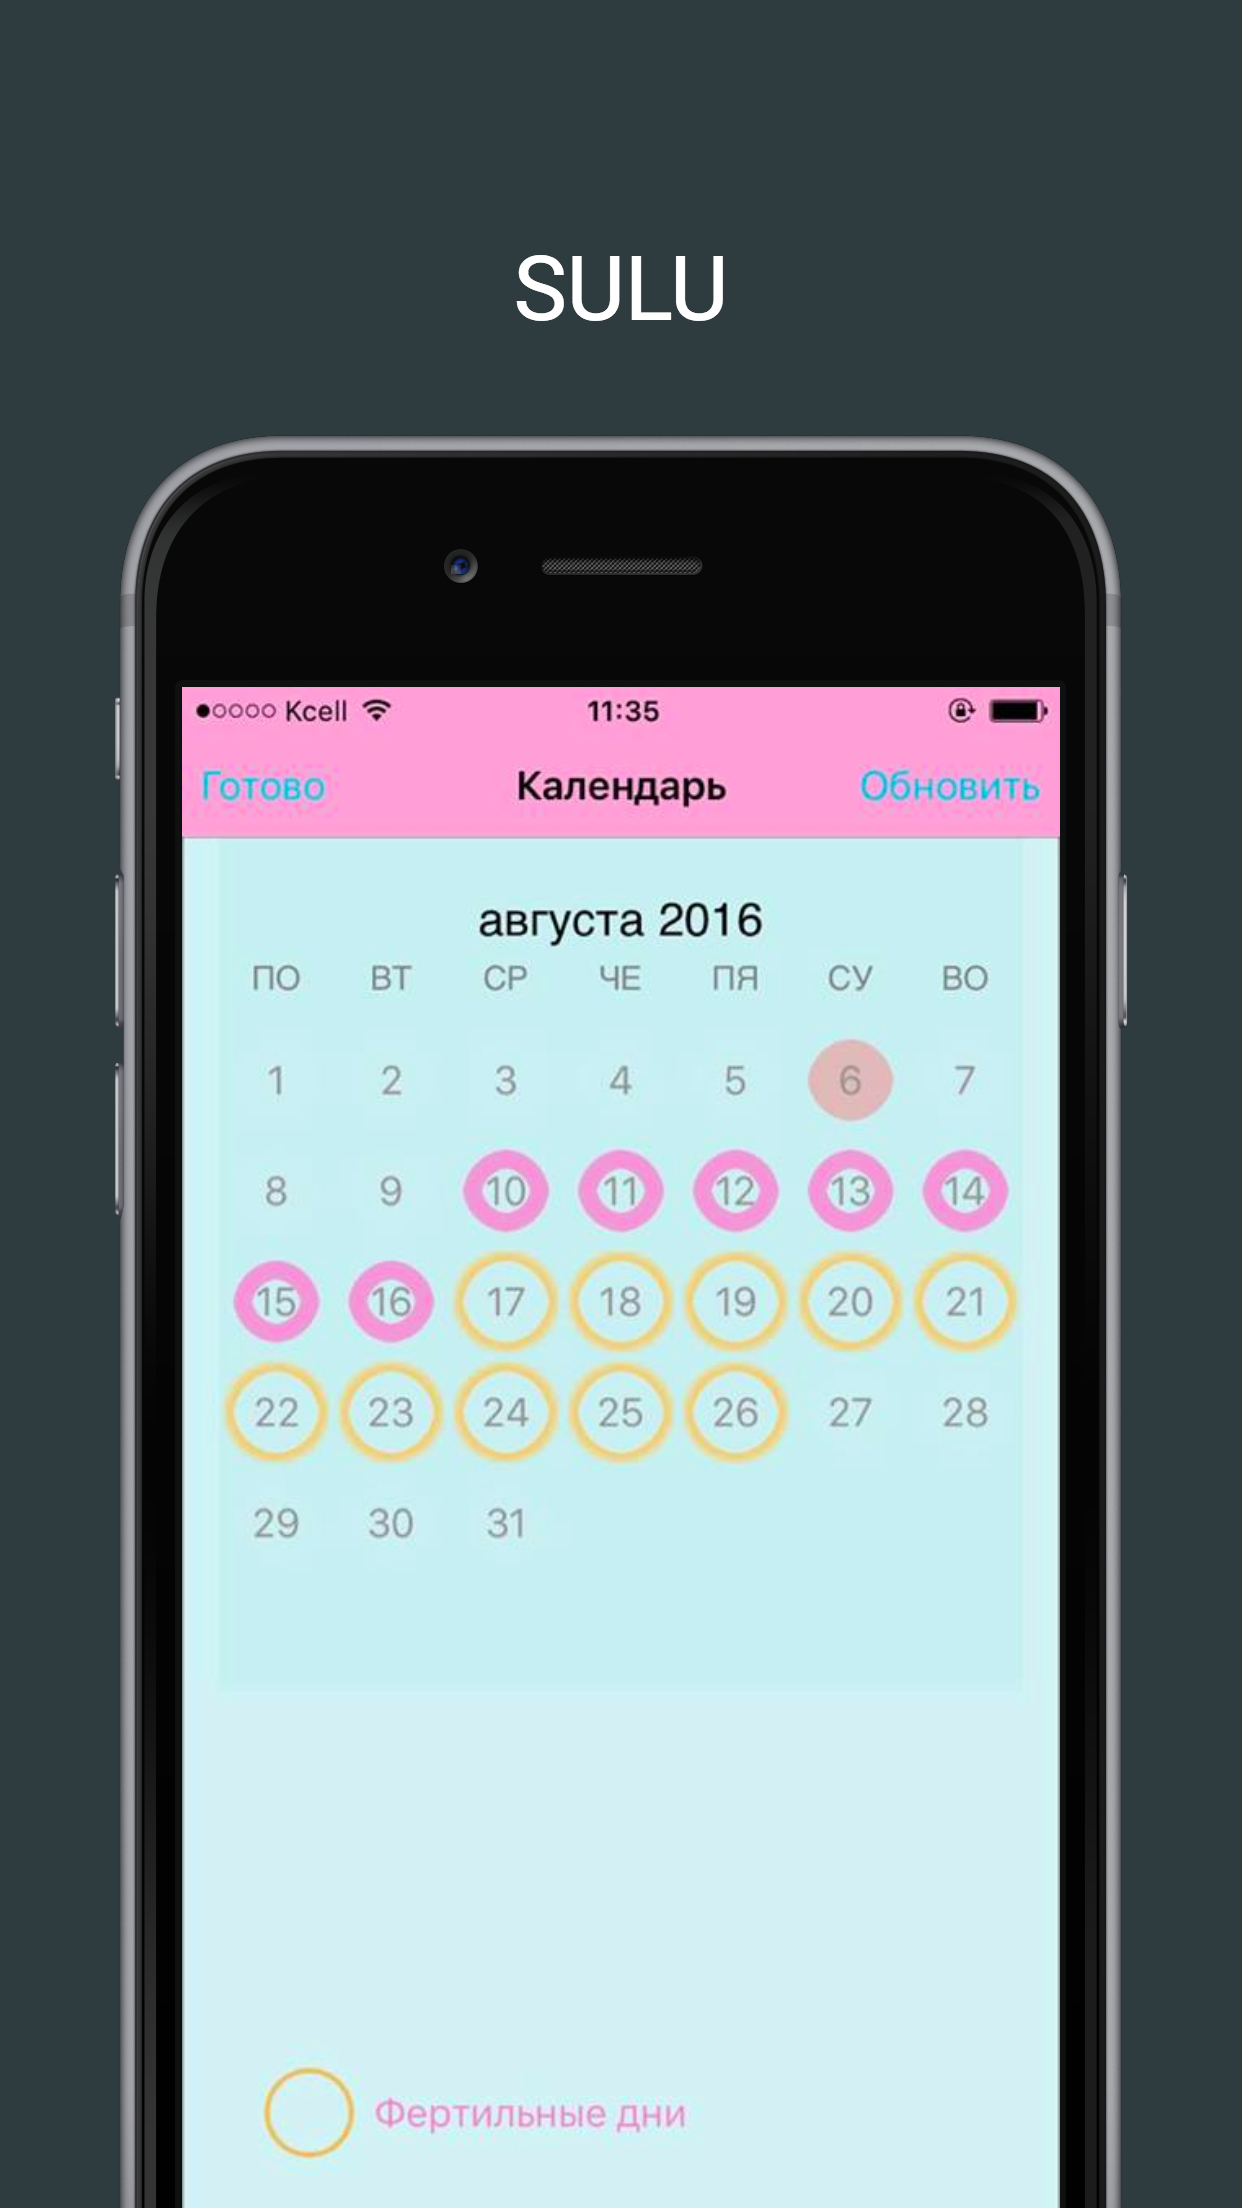 SULU
Kcell 11:35
Готово Календарь Обновить
августа 2016
ПО ВТ СР ЧЕ ПЯ СУ ВО
1 2 3 4 5 6 7
8 9 10 11 12 13 14
15 16 17 18 19 20 21
22 23 24 25 26 27 28
29 30 31
Фертильные дни